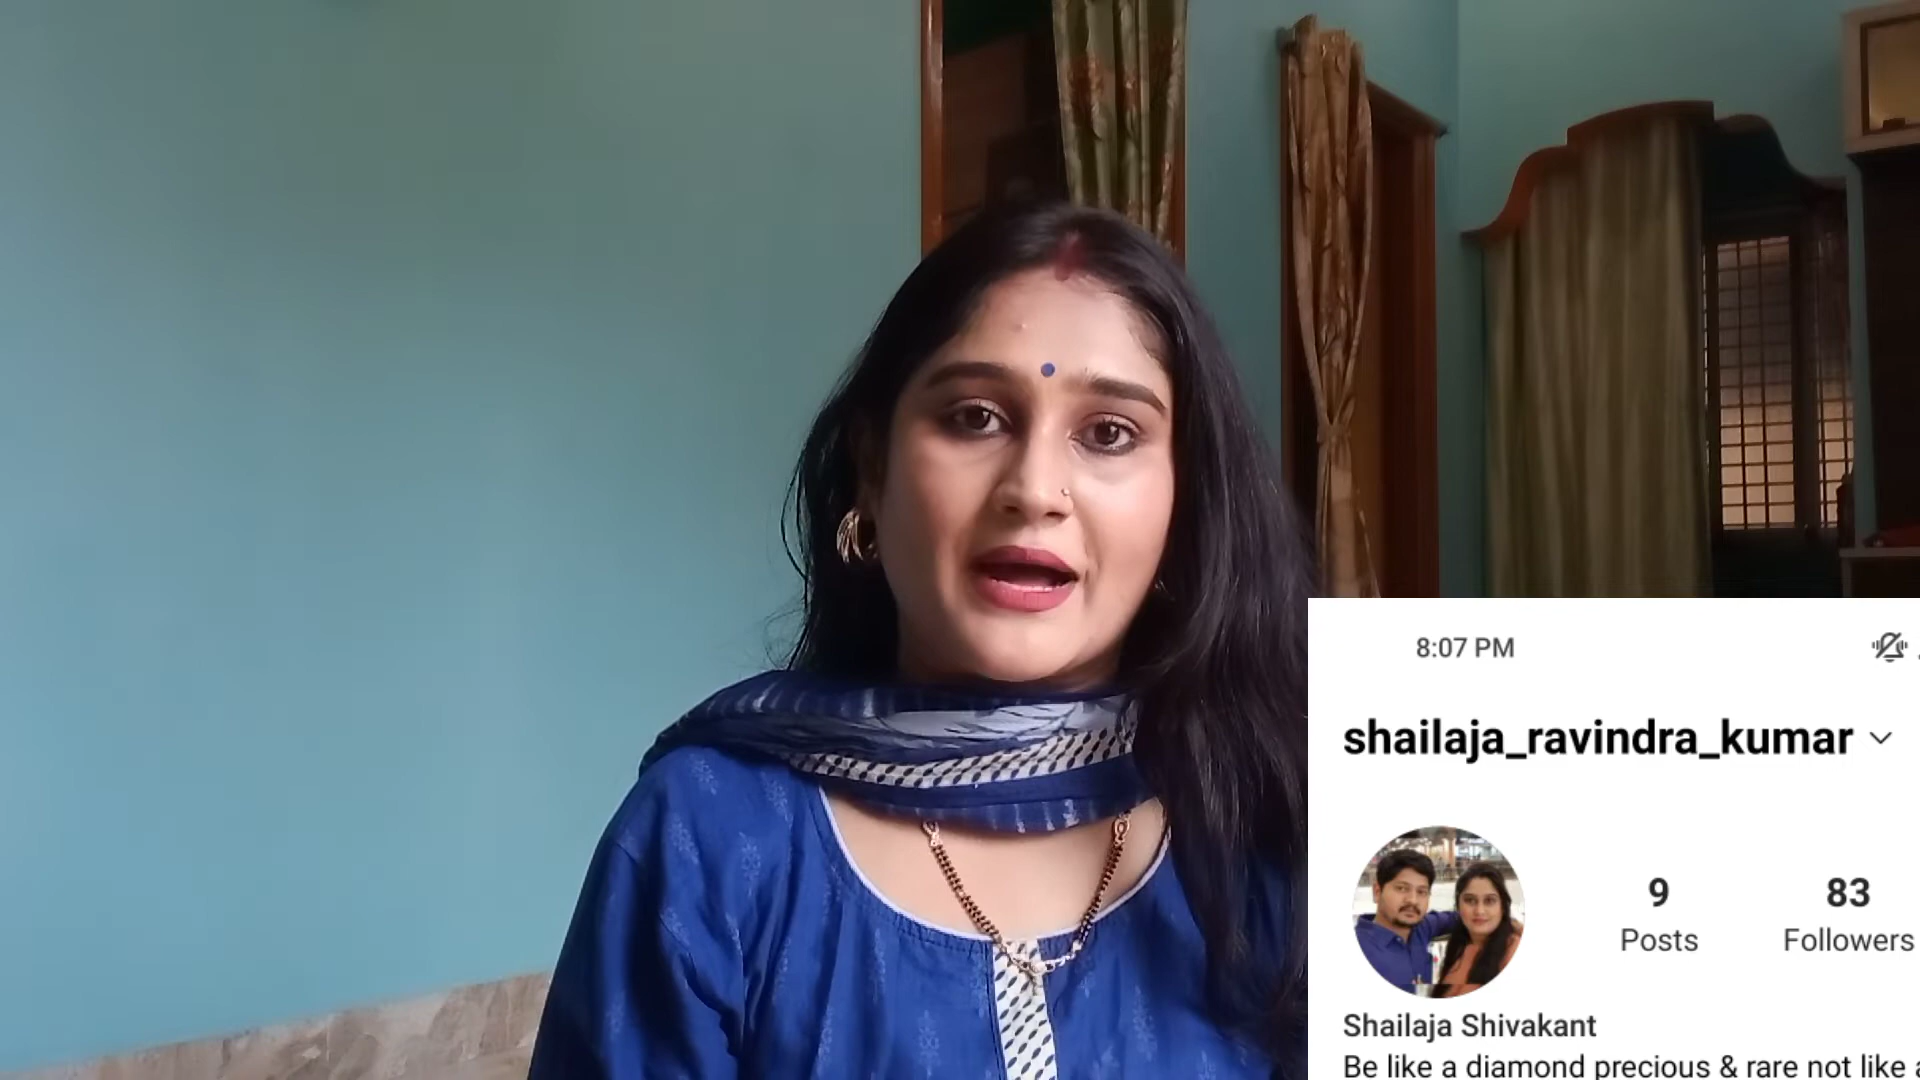 8:07 PM
shailaja_ravindra_kumar
9
83
Posts
Followers
Shailaja Shivakant
Be like a diamond precious & rare not like